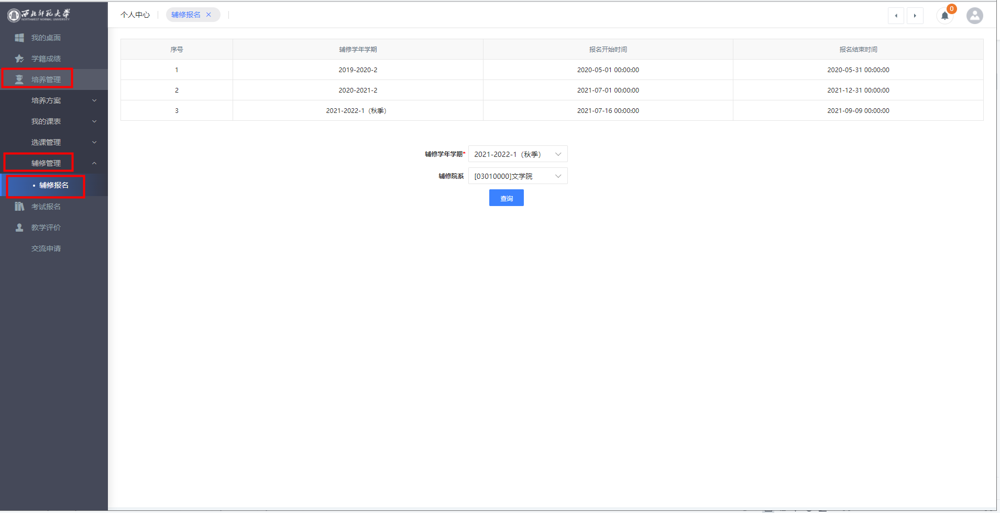 西北师范大学
NORTHWEST NORMAL UNIVERSITY
个人中心 辅修报名 ×
0
我的桌面
学籍成绩
培养管理
培养方案
我的课表
选课管理
辅修管理
• 辅修报名
考试报名
教学评价
交流申请
序号 辅修学年学期 报名开始时间 报名结束时间
1 2019-2020-2 2020-05-01 00:00:00 2020-05-31 00:00:00
2 2020-2021-2 2021-07-01 00:00:00 2021-12-31 00:00:00
3 2021-2022-1（秋季） 2021-07-16 00:00:00 2021-09-09 00:00:00
辅修学年学期* 2021-2022-1（秋季）
辅修院系 [03010000]文学院
查询